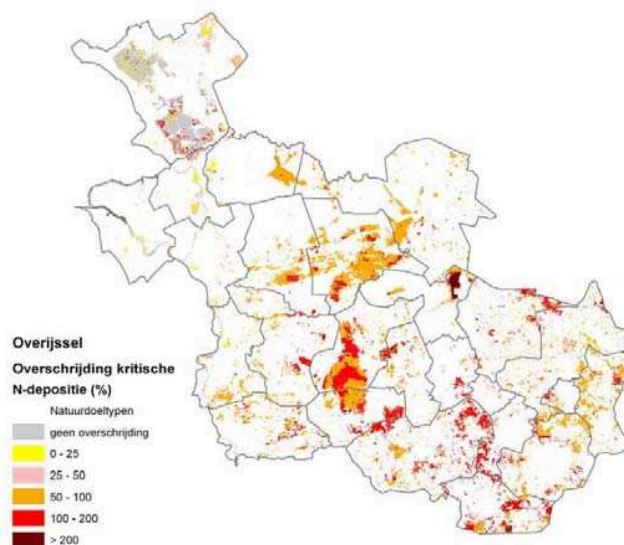 Overijssel
Overschrijding kritische
N-depositie (%)
Natuurdoeltypen
geen overschrijding
0 - 25
25 - 50
50 - 100
100 - 200
> 200